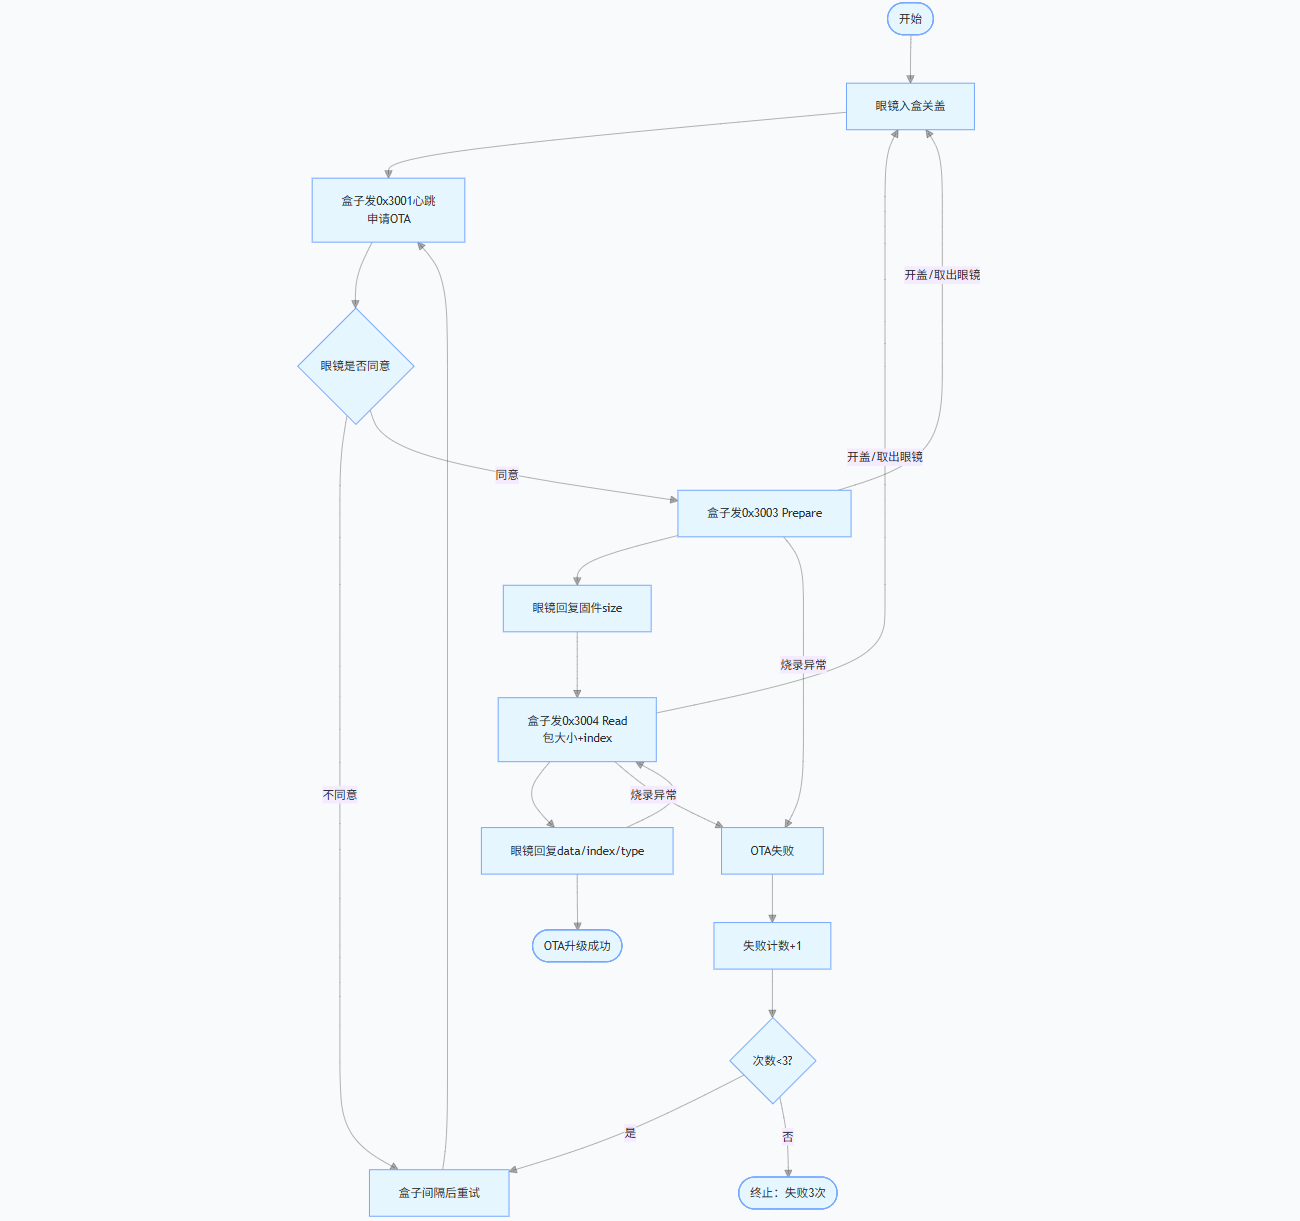 开始
眼镜入盒关盖
盒子发0x3001心跳
申请OTA
开盖/取出眼镜
眼镜是否同意
开盖/取出眼镜
同意
盒子发0x3003 Prepare
眼镜回复固件size
烧录异常
盒子发0x3004 Read
包大小+index
不同意
烧录异常
眼镜回复data/index/type
OTA失败
OTA升级成功
失败计数+1
次数<3?
是
否
盒子间隔后重试
终止：失败3次